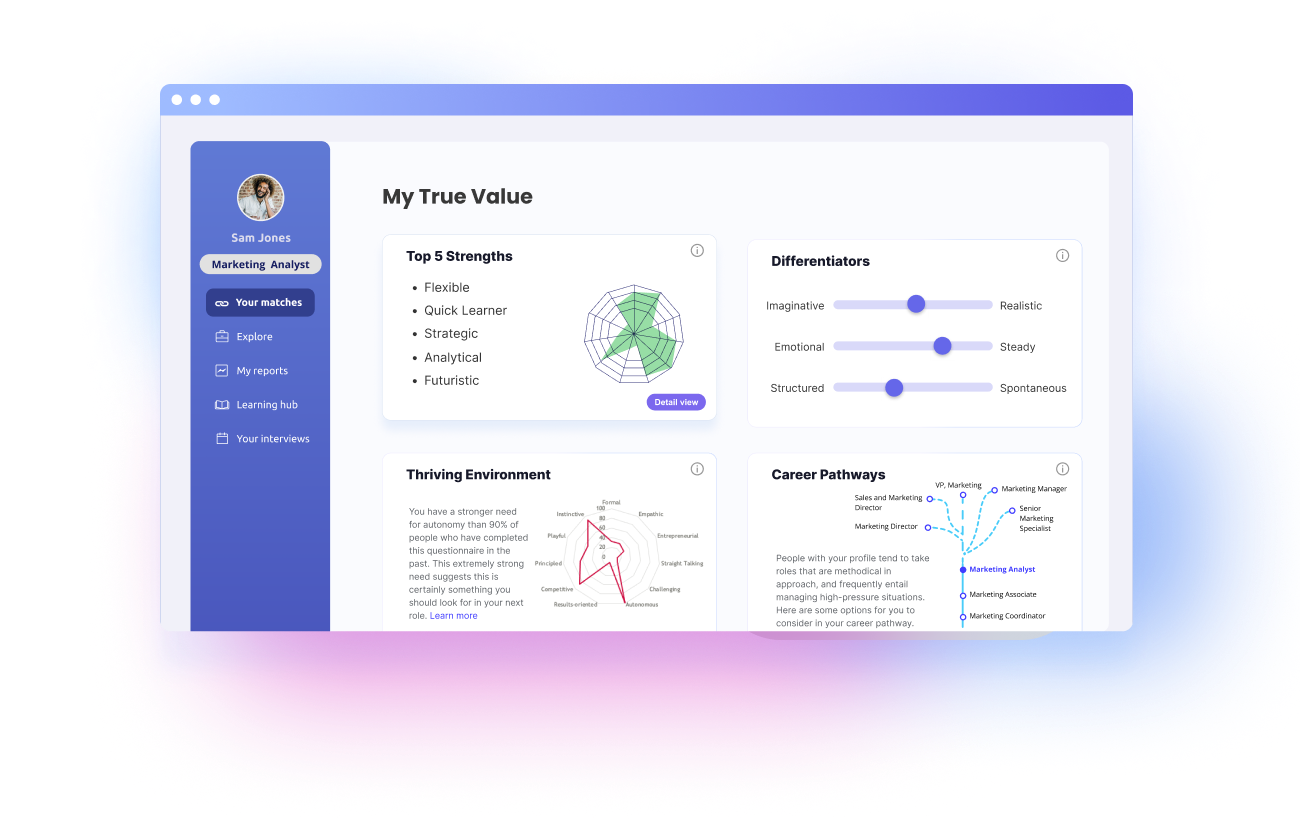 Sam Jones
Marketing Analyst
Your matches
Explore
My reports
Learning hub
Your interviews
My True Value
Top 5 Strengths
• Flexible
• Quick Learner
• Strategic
• Analytical
• Futuristic
Detail view
Differentiators
Imaginative Realistic
Emotional Steady
Structured Spontaneous
Thriving Environment
You have a stronger need
for autonomy than 90% of
people who have completed
this questionnaire in the
past. This extremely strong
need suggests this is
certainly something you
should look for in your next
role. Learn more
Formal
Instinctive 100 Empathic
80
Playful 60 Entrepreneurial
40
20
Principled 0 Straight Talking
Competitive Challenging
Results-oriented Autonomous
Career Pathways
VP, Marketing
Marketing Manager
Sales and Marketing
Director
Senior
Marketing
Specialist
Marketing Director
People with your profile tend to take
roles that are methodical in
approach, and frequently entail
managing high-pressure situations.
Here are some options for you to
consider in your career pathway.
Marketing Analyst
Marketing Associate
Marketing Coordinator